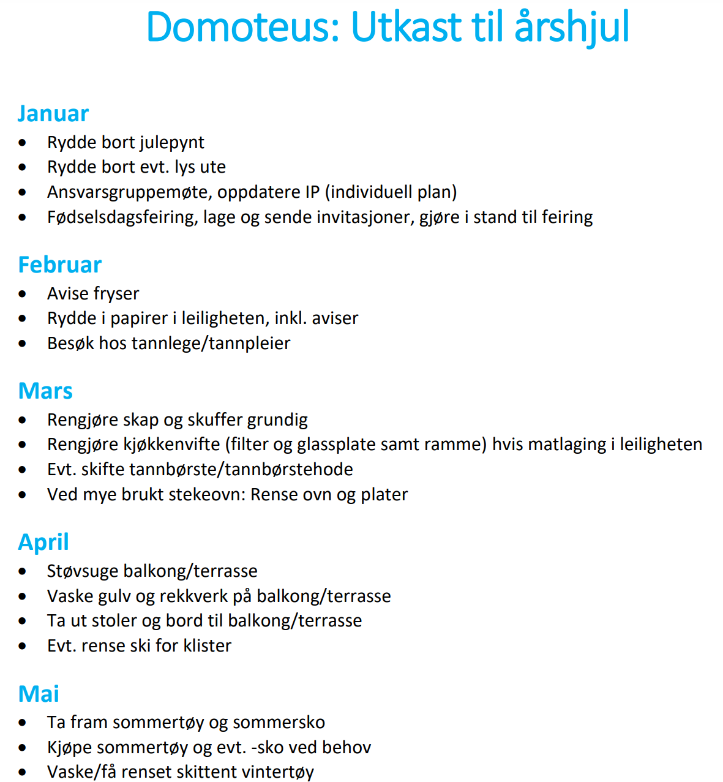 Domoteus: Utkast til årshjul
Januar
• Rydde bort julepynt
• Rydde bort evt. lys ute
• Ansvarsgruppemøte, oppdatere IP (individuell plan)
• Fødselsdagsfeiring, lage og sende invitasjoner, gjøre i stand til feiring
Februar
• Avise fryser
• Rydde i papirer i leiligheten, inkl. aviser
• Besøk hos tannlege/tannpleier
Mars
• Rengjøre skap og skuffer grundig
• Rengjøre kjøkkenvifte (filter og glassplate samt ramme) hvis matlaging i leiligheten
• Evt. skifte tannbørste/tannbørstehode
• Ved mye brukt stekeovn: Rense ovn og plater
April
• Støvsuge balkong/terrasse
• Vaske gulv og rekkverk på balkong/terrasse
• Ta ut stoler og bord til balkong/terrasse
• Evt. rense ski for klister
Mai
• Ta fram sommertøy og sommersko
• Kjøpe sommertøy og evt. -sko ved behov
• Vaske/få renset skittent vintertøy